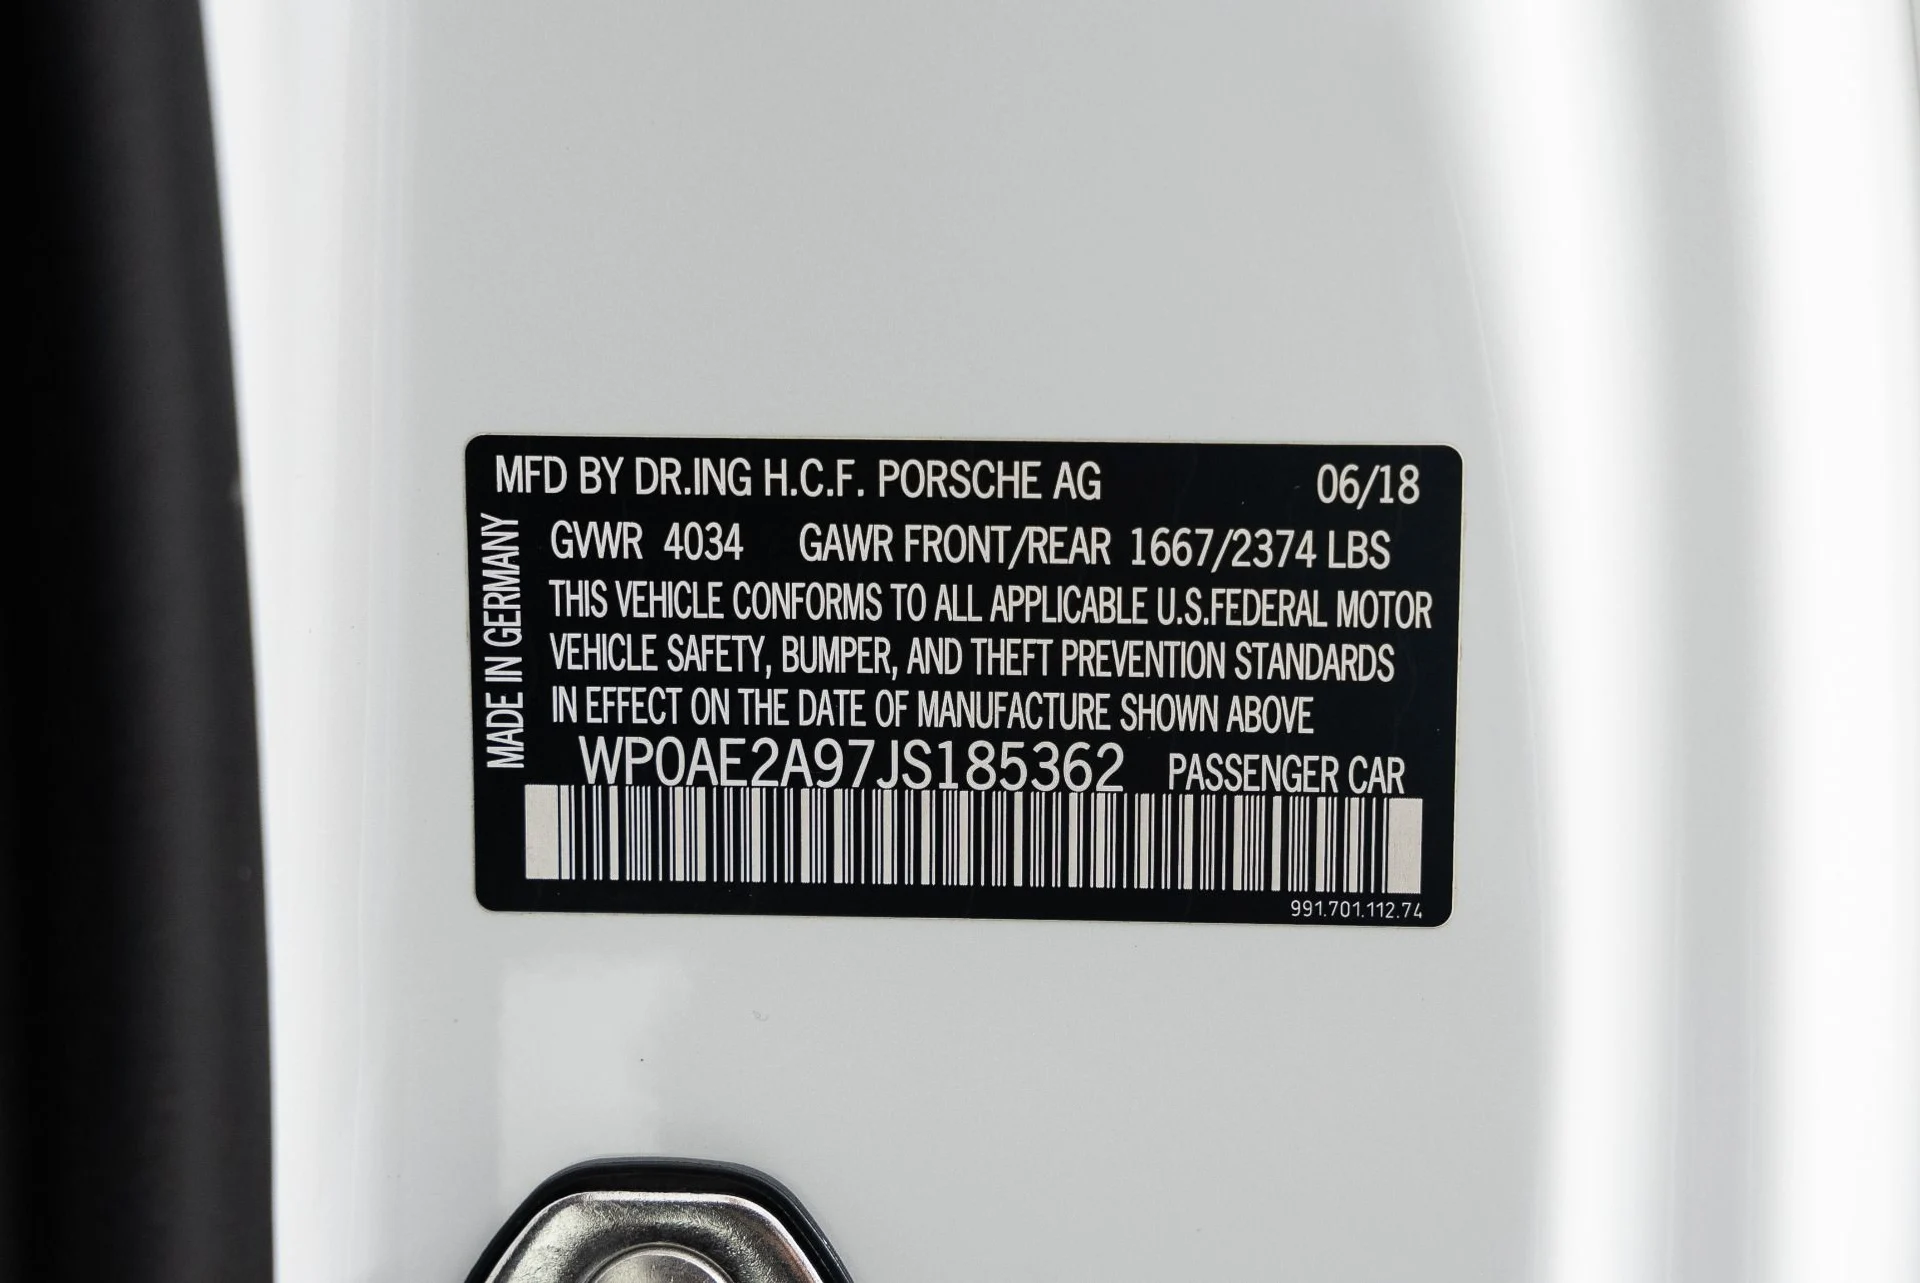 MFD BY DR.ING H.C.F. PORSCHE AG 06/18
MADE IN GERMANY
GVWR 4034 GAWR FRONT/REAR 1667/2374 LBS
THIS VEHICLE CONFORMS TO ALL APPLICABLE U.S.FEDERAL MOTOR
VEHICLE SAFETY, BUMPER, AND THEFT PREVENTION STANDARDS
IN EFFECT ON THE DATE OF MANUFACTURE SHOWN ABOVE
WP0AE2A97JS185362 PASSENGER CAR
991.701.112.74